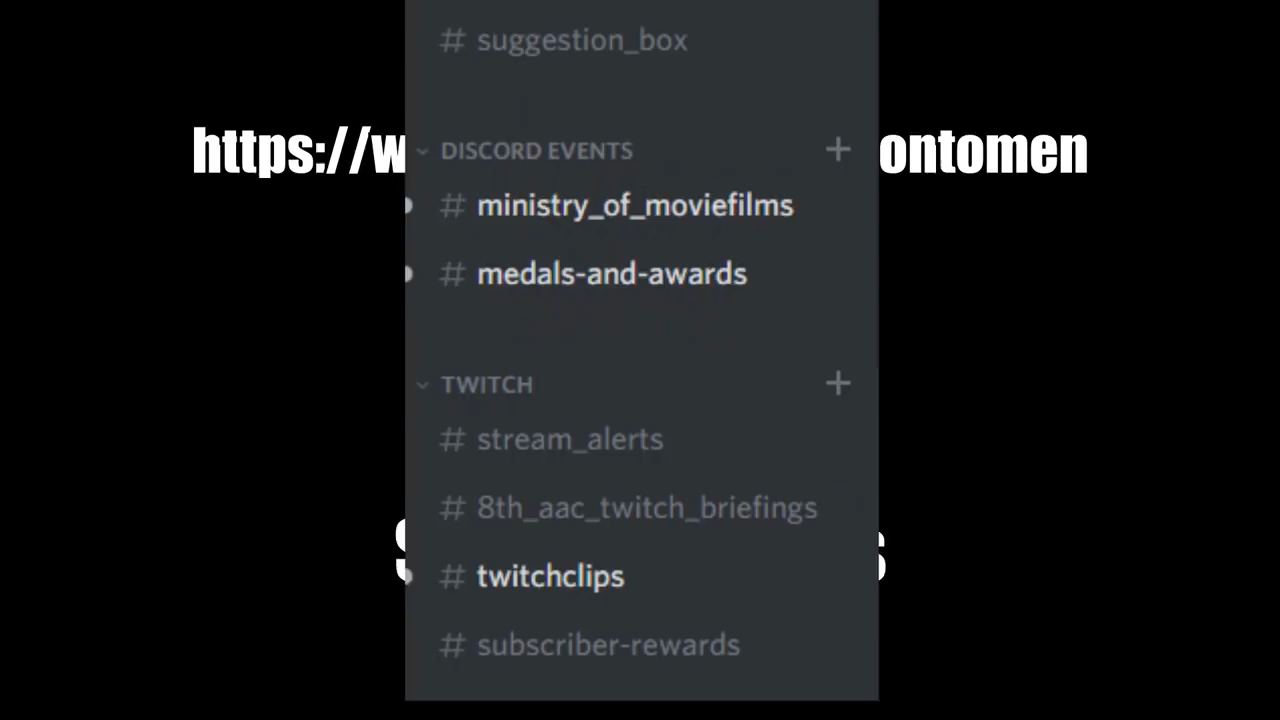 # suggestion_box
https://w
ontomen
DISCORD EVENTS +
# ministry_of_moviefilms
# medals-and-awards
TWITCH +
# stream_alerts
# 8th_aac_twitch_briefings
# twitchclips
# subscriber-rewards